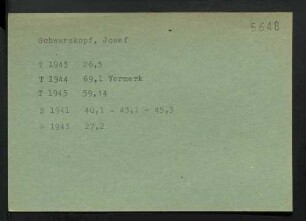 5648
Schwarzkopf, Josef
T 1943 26,5
T 1944 69,1 Vermerk
T 1945 59,14
S 1941 40,1 - 43,1 - 45,3
S 1943 27,2